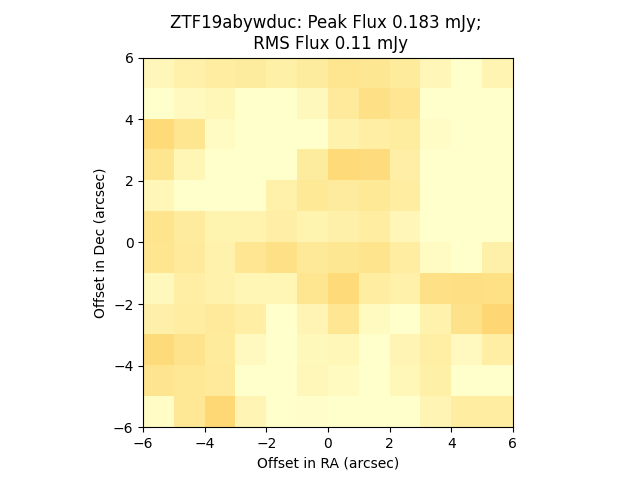 ZTF19abywduc: Peak Flux 0.183 mJy;
RMS Flux 0.11 mJy
6
4
2
0
−2
−4
−6
Offset in Dec (arcsec)
−6 −4 −2 0 2 4 6
Offset in RA (arcsec)